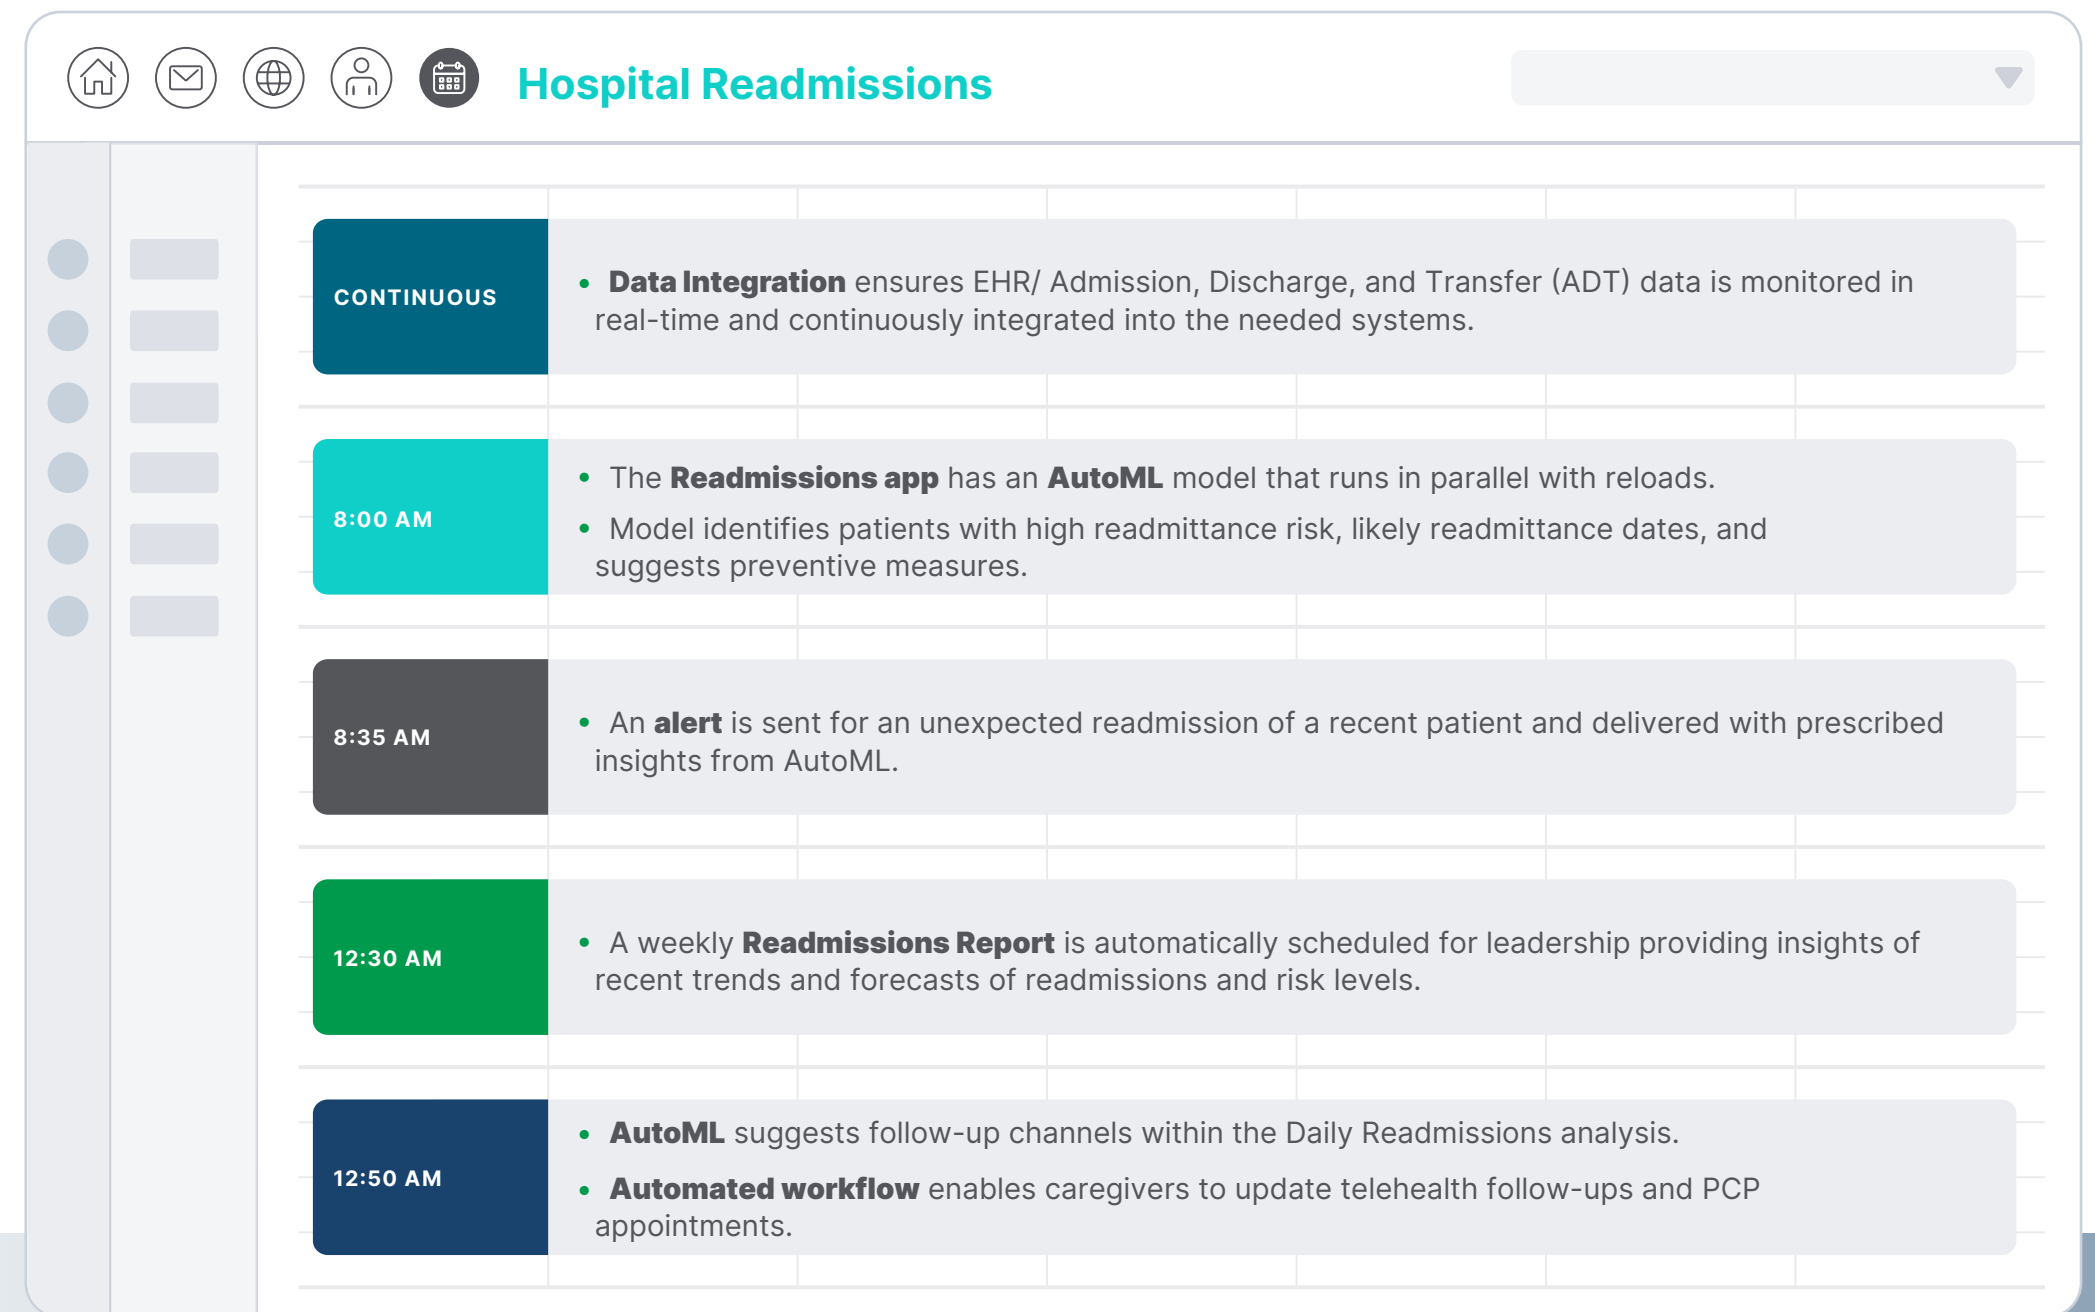 Hospital Readmissions
CONTINUOUS
• Data Integration ensures EHR/ Admission, Discharge, and Transfer (ADT) data is monitored in
real-time and continuously integrated into the needed systems.
8:00 AM
• The Readmissions app has an AutoML model that runs in parallel with reloads.
• Model identifies patients with high readmittance risk, likely readmittance dates, and
suggests preventive measures.
8:35 AM
• An alert is sent for an unexpected readmission of a recent patient and delivered with prescribed
insights from AutoML.
12:30 AM
• A weekly Readmissions Report is automatically scheduled for leadership providing insights of
recent trends and forecasts of readmissions and risk levels.
12:50 AM
• AutoML suggests follow-up channels within the Daily Readmissions analysis.
• Automated workflow enables caregivers to update telehealth follow-ups and PCP
appointments.